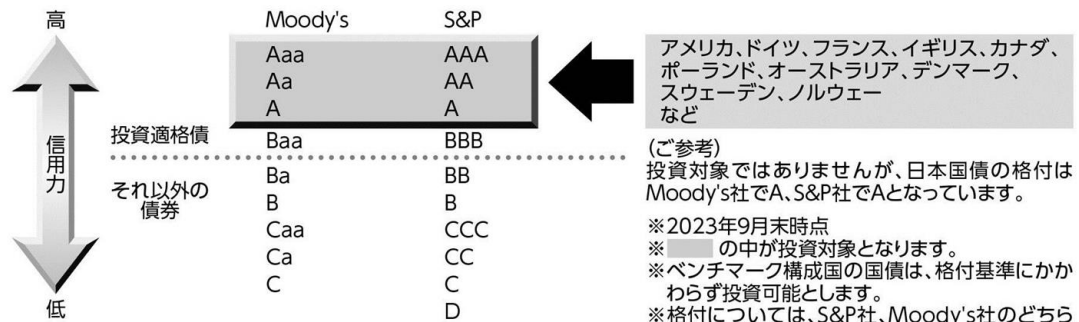 高 Moody's S&P
Aaa AAA
Aa AA
A A
投資適格債 Baa BBB
それ以外の
債券
Ba BB
B B
Caa CCC
Ca CC
C C
D
信用力
低
アメリカ、ドイツ、フランス、イギリス、カナダ、
ポーランド、オーストラリア、デンマーク、
スウェーデン、ノルウェー
など
(ご参考)
投資対象ではありませんが、日本国債の格付は
Moody's社でA、S&P社でAとなっています。
※2023年9月末時点
※ の中が投資対象となります。
※ベンチマーク構成国の国債は、格付基準にかか
わらず投資可能とします。
※格付については、S&P社、Moody's社のどちら